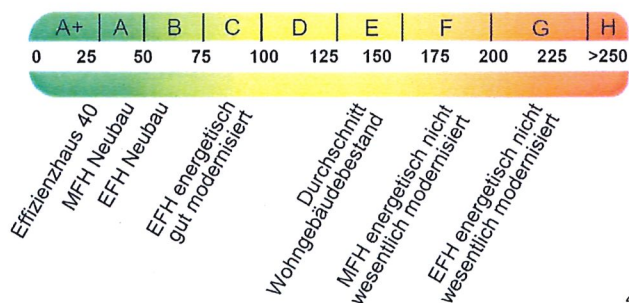 A+ A B C D E F G H
0 25 50 75 100 125 150 175 200 225 >250
Effizienzhaus 40
MFH Neubau
EFH Neubau
EFH energetisch
gut modernisiert
Durchschnitt
Wohngebäudebestand
MFH energetisch nicht
wesentlich modernisiert
EFH energetisch nicht
wesentlich modernisiert